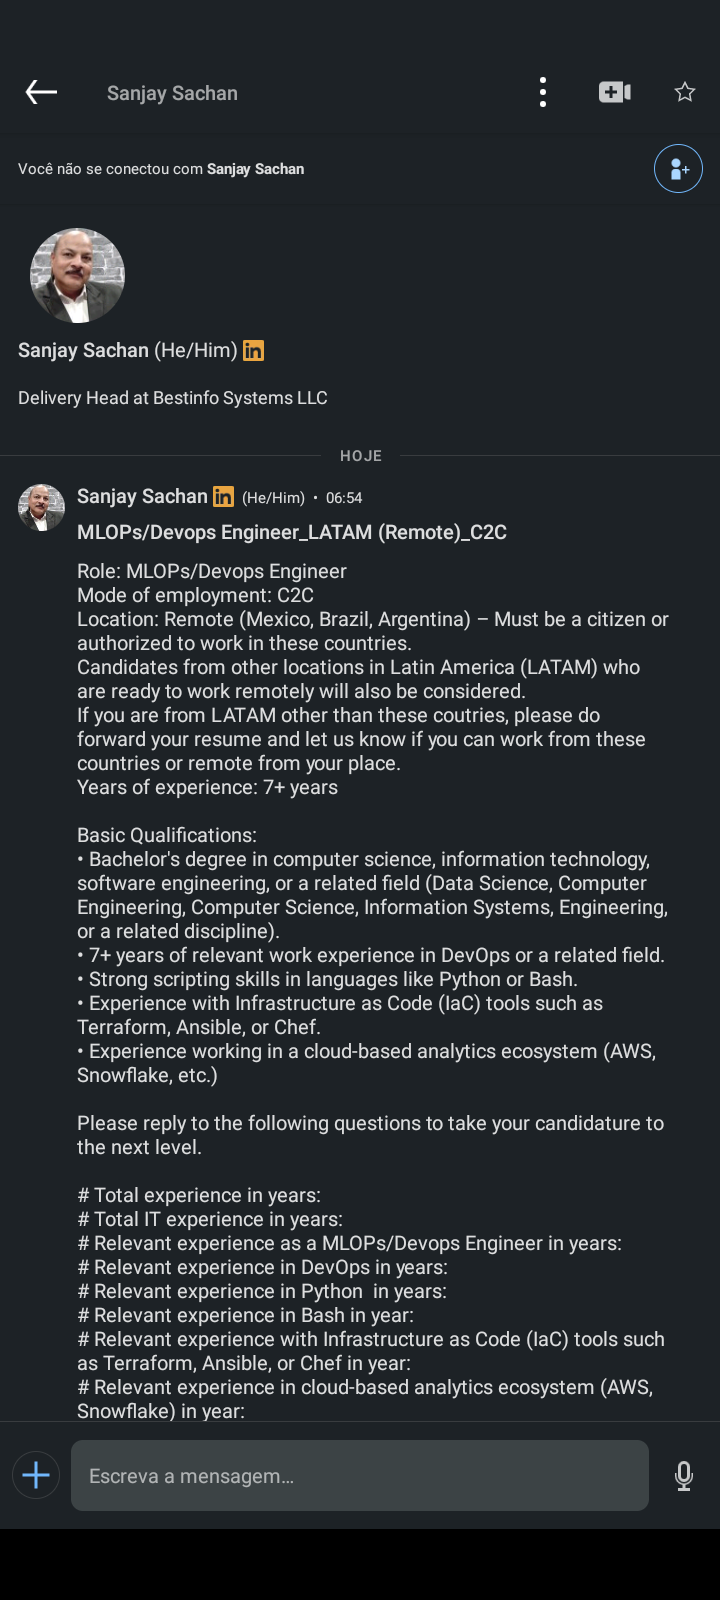 Sanjay Sachan
Você não se conectou com Sanjay Sachan
Sanjay Sachan (He/Him) in
Delivery Head at Bestinfo Systems LLC
HOJE
Sanjay Sachan in (He/Him) • 06:54
MLOPs/Devops Engineer_LATAM (Remote)_C2C
Role: MLOPs/Devops Engineer
Mode of employment: C2C
Location: Remote (Mexico, Brazil, Argentina) – Must be a citizen or
authorized to work in these countries.
Candidates from other locations in Latin America (LATAM) who
are ready to work remotely will also be considered.
If you are from LATAM other than these coutries, please do
forward your resume and let us know if you can work from these
countries or remote from your place.
Years of experience: 7+ years
Basic Qualifications:
• Bachelor's degree in computer science, information technology,
software engineering, or a related field (Data Science, Computer
Engineering, Computer Science, Information Systems, Engineering,
or a related discipline).
• 7+ years of relevant work experience in DevOps or a related field.
• Strong scripting skills in languages like Python or Bash.
• Experience with Infrastructure as Code (IaC) tools such as
Terraform, Ansible, or Chef.
• Experience working in a cloud-based analytics ecosystem (AWS,
Snowflake, etc.)
Please reply to the following questions to take your candidature to
the next level.
# Total experience in years:
# Total IT experience in years:
# Relevant experience as a MLOPs/Devops Engineer in years:
# Relevant experience in DevOps in years:
# Relevant experience in Python  in years:
# Relevant experience in Bash in year:
# Relevant experience with Infrastructure as Code (IaC) tools such
as Terraform, Ansible, or Chef in year:
# Relevant experience in cloud-based analytics ecosystem (AWS,
Snowflake) in year:
Escreva a mensagem…